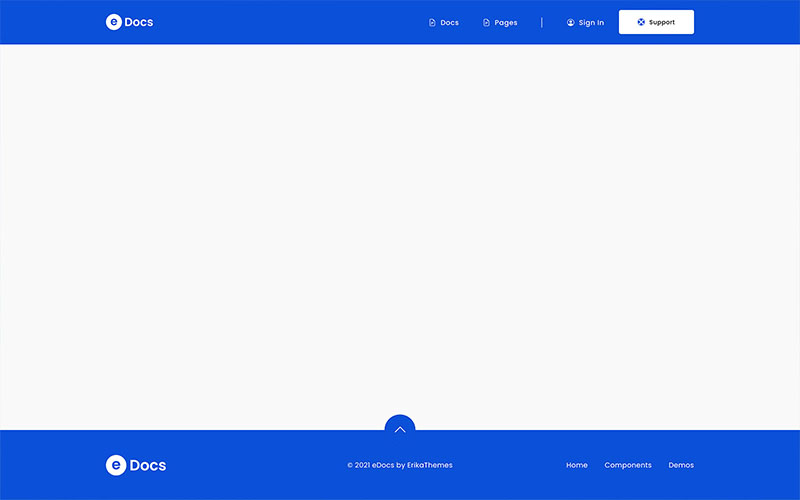 e Docs
Docs
Pages
Sign In
Support
e Docs
© 2021 eDocs by ErikaThemes
Home
Components
Demos